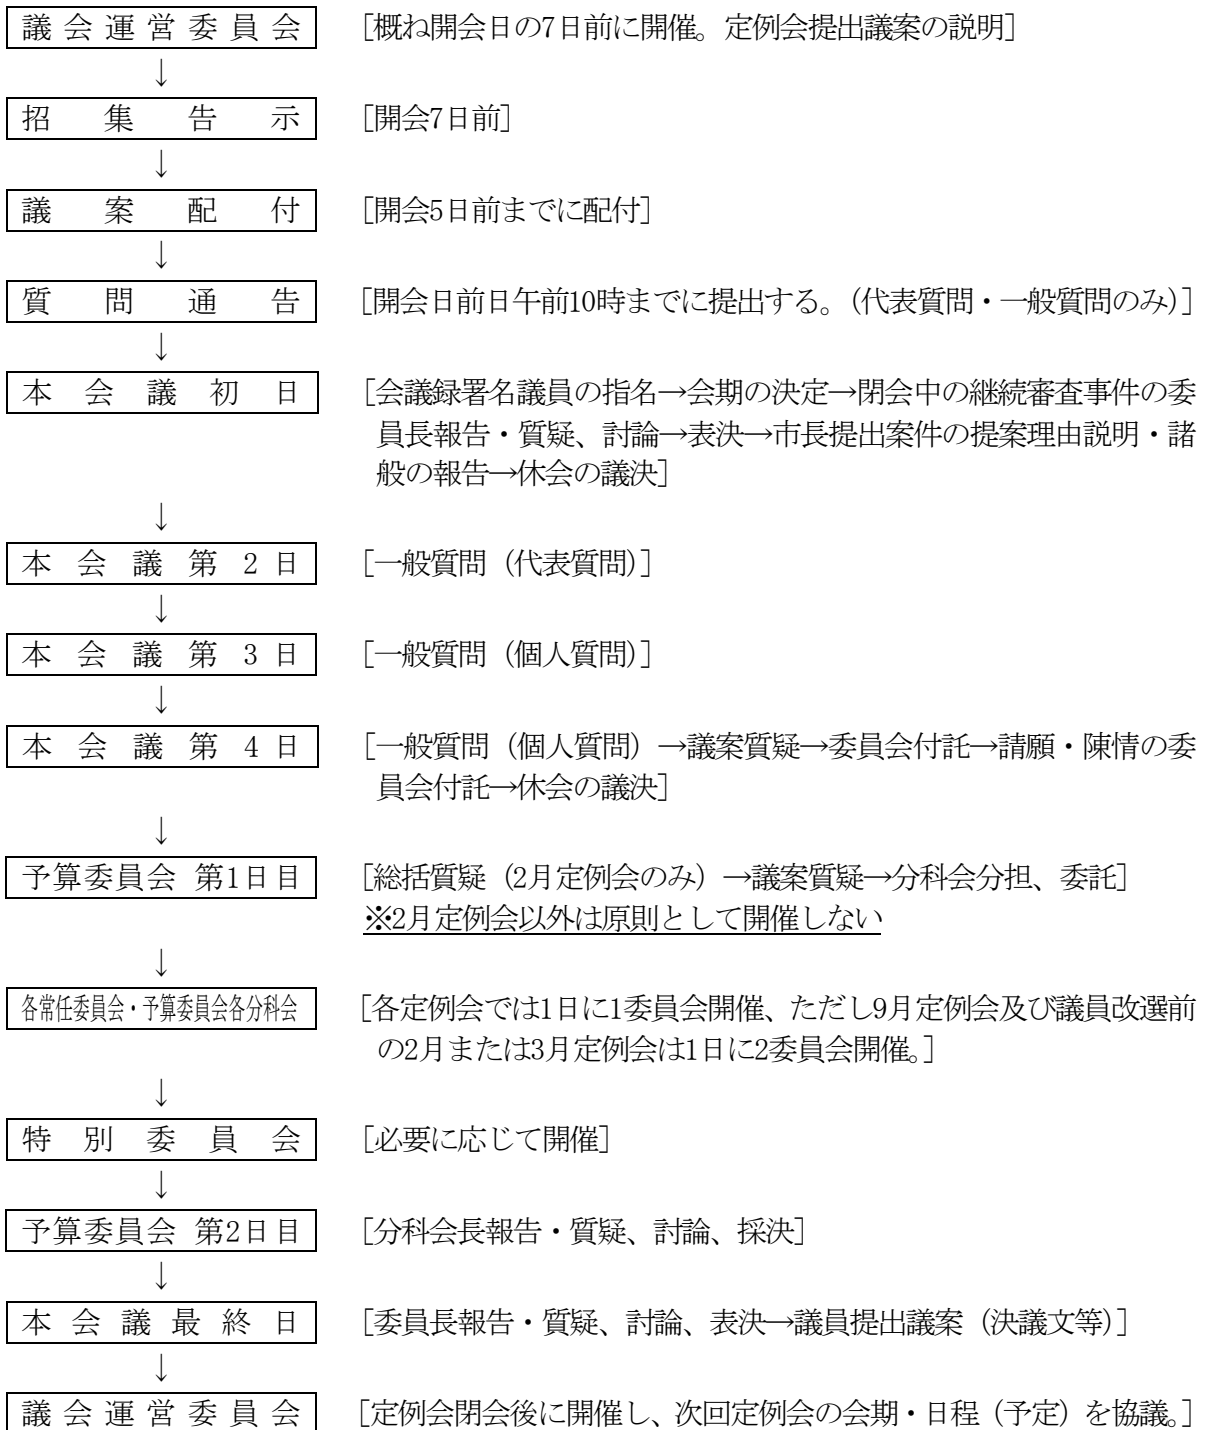 議会運営委員会 [概ね開会日の7日前に開催。定例会提出議案の説明]
↓
招集告示 [開会7日前]
↓
議案配付 [開会5日前までに配付]
↓
質問通告 [開会日前日午前10時までに提出する。(代表質問・一般質問のみ)]
↓
本会議初日 [会議録署名議員の指名→会期の決定→閉会中の継続審査事件の委
員長報告・質疑、討論→表決→市長提出案件の提案理由説明・諸
般の報告→休会の議決]
↓
本会議第2日 [一般質問(代表質問)]
↓
本会議第3日 [一般質問(個人質問)]
↓
本会議第4日 [一般質問(個人質問)→議案質疑→委員会付託→請願・陳情の委
員会付託→休会の議決]
↓
予算委員会 第1日目 [総括質疑(2月定例会のみ)→議案質疑→分科会分担、委託]
※2月定例会以外は原則として開催しない
↓
各常任委員会・予算委員会各分科会 [各定例会では1日に1委員会開催、ただし9月定例会及び議員改選前
の2月または3月定例会は1日に2委員会開催。]
↓
特別委員会 [必要に応じて開催]
↓
予算委員会 第2日目 [分科会長報告・質疑、討論、採決]
↓
本会議最終日 [委員長報告・質疑、討論、表決→議員提出議案(決議文等)]
↓
議会運営委員会 [定例会閉会後に開催し、次回定例会の会期・日程(予定)を協議。]